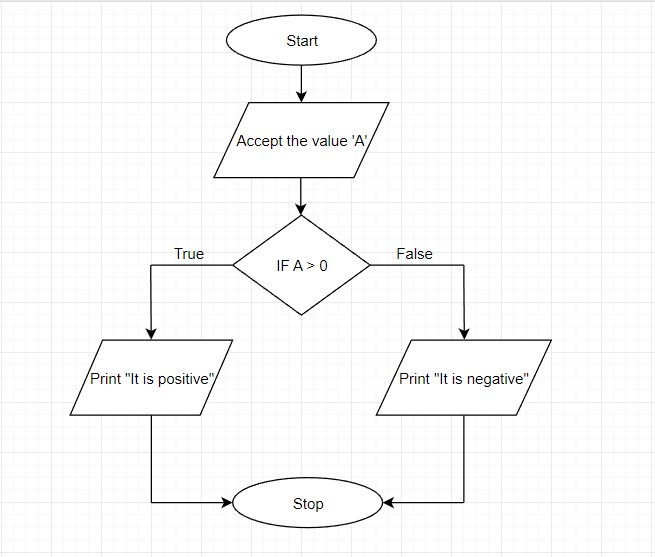 Start
Accept the value 'A'
IF A > 0
True
False
Print "It is positive"
Print "It is negative"
Stop